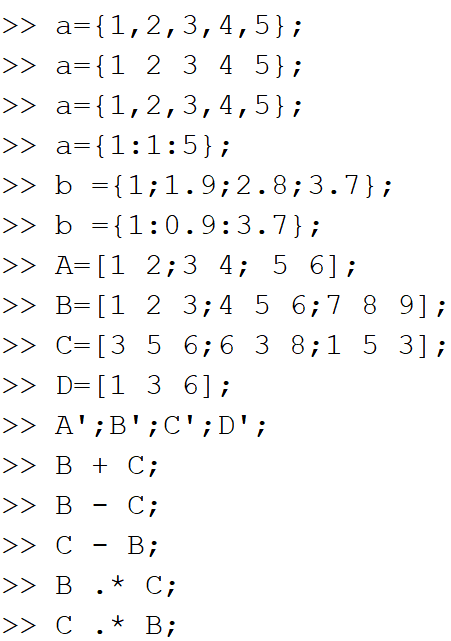 >> a={1,2,3,4,5};
>> a={1 2 3 4 5};
>> a={1,2,3,4,5};
>> a={1:1:5};
>> b ={1;1.9;2.8;3.7};
>> b ={1:0.9:3.7};
>> A=[1 2;3 4; 5 6];
>> B=[1 2 3;4 5 6;7 8 9];
>> C=[3 5 6;6 3 8;1 5 3];
>> D=[1 3 6];
>> A';B';C';D';
>> B + C;
>> B - C;
>> C - B;
>> B .* C;
>> C .* B;